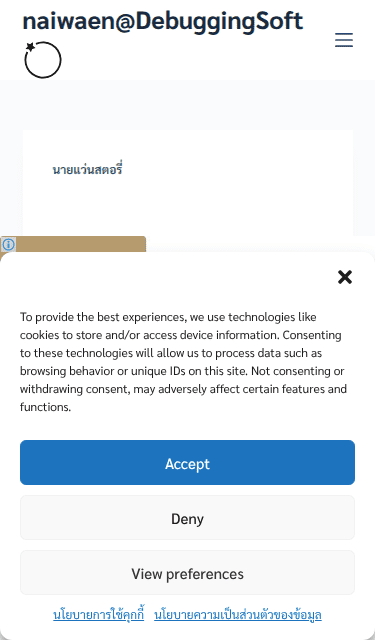 naiwaen@DebuggingSoft
นายแว่นสตอรี่
To provide the best experiences, we use technologies like
cookies to store and/or access device information. Consenting
to these technologies will allow us to process data such as
browsing behavior or unique IDs on this site. Not consenting or
withdrawing consent, may adversely affect certain features and
functions.
Accept
Deny
View preferences
นโยบายการใช้คุกกี้ นโยบายความเป็นส่วนตัวของข้อมูล